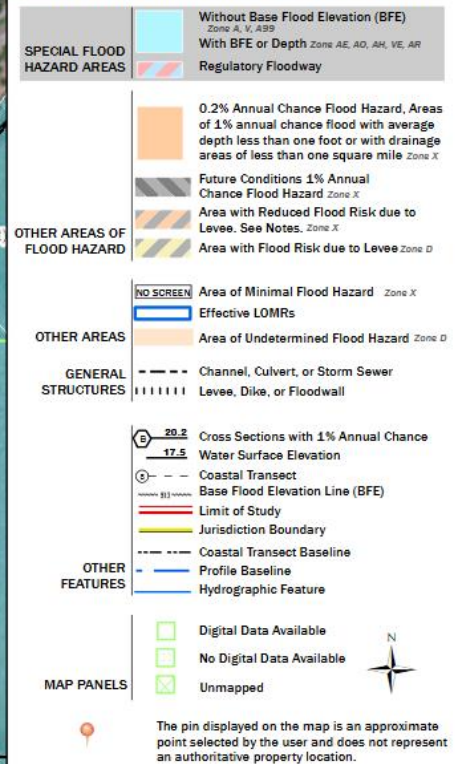 SPECIAL FLOOD
HAZARD AREAS
Without Base Flood Elevation (BFE)
Zone A, V, A99
With BFE or Depth Zone AE, AO, AH, VE, AR
Regulatory Floodway
OTHER AREAS OF
FLOOD HAZARD
0.2% Annual Chance Flood Hazard, Areas
of 1% annual chance flood with average
depth less than one foot or with drainage
areas of less than one square mile Zone X
Future Conditions 1% Annual
Chance Flood Hazard Zone X
Area with Reduced Flood Risk due to
Levee. See Notes. Zone X
Area with Flood Risk due to Levee Zone D
OTHER AREAS
NO SCREEN Area of Minimal Flood Hazard Zone X
Effective LOMRs
Area of Undetermined Flood Hazard Zone D
GENERAL
STRUCTURES
Channel, Culvert, or Storm Sewer
Levee, Dike, or Floodwall
OTHER
FEATURES
B 20.2 Cross Sections with 1% Annual Chance
17.5 Water Surface Elevation
8 Coastal Transect
513 Base Flood Elevation Line (BFE)
Limit of Study
Jurisdiction Boundary
Coastal Transect Baseline
Profile Baseline
Hydrographic Feature
MAP PANELS
Digital Data Available
No Digital Data Available
Unmapped
N
The pin displayed on the map is an approximate
point selected by the user and does not represent
an authoritative property location.